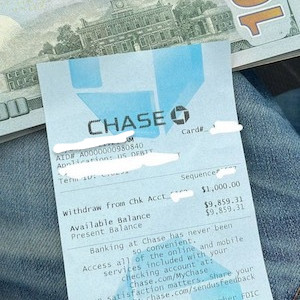 100
CHASE
Card#
AID# A0000000980840
Application: US DEBIT
Term ID:
Sequence
Withdraw from Chk Acct $1,000.00
Available Balance $9,859.31
Present Balance $9,859.31
Banking at Chase has never been
so convenient.
Access all of the online and mobile
services included with your
checking account at:
Chase.com/MyChase
satisfaction matters, share your
chase.com/sendusfeedback
FDIC